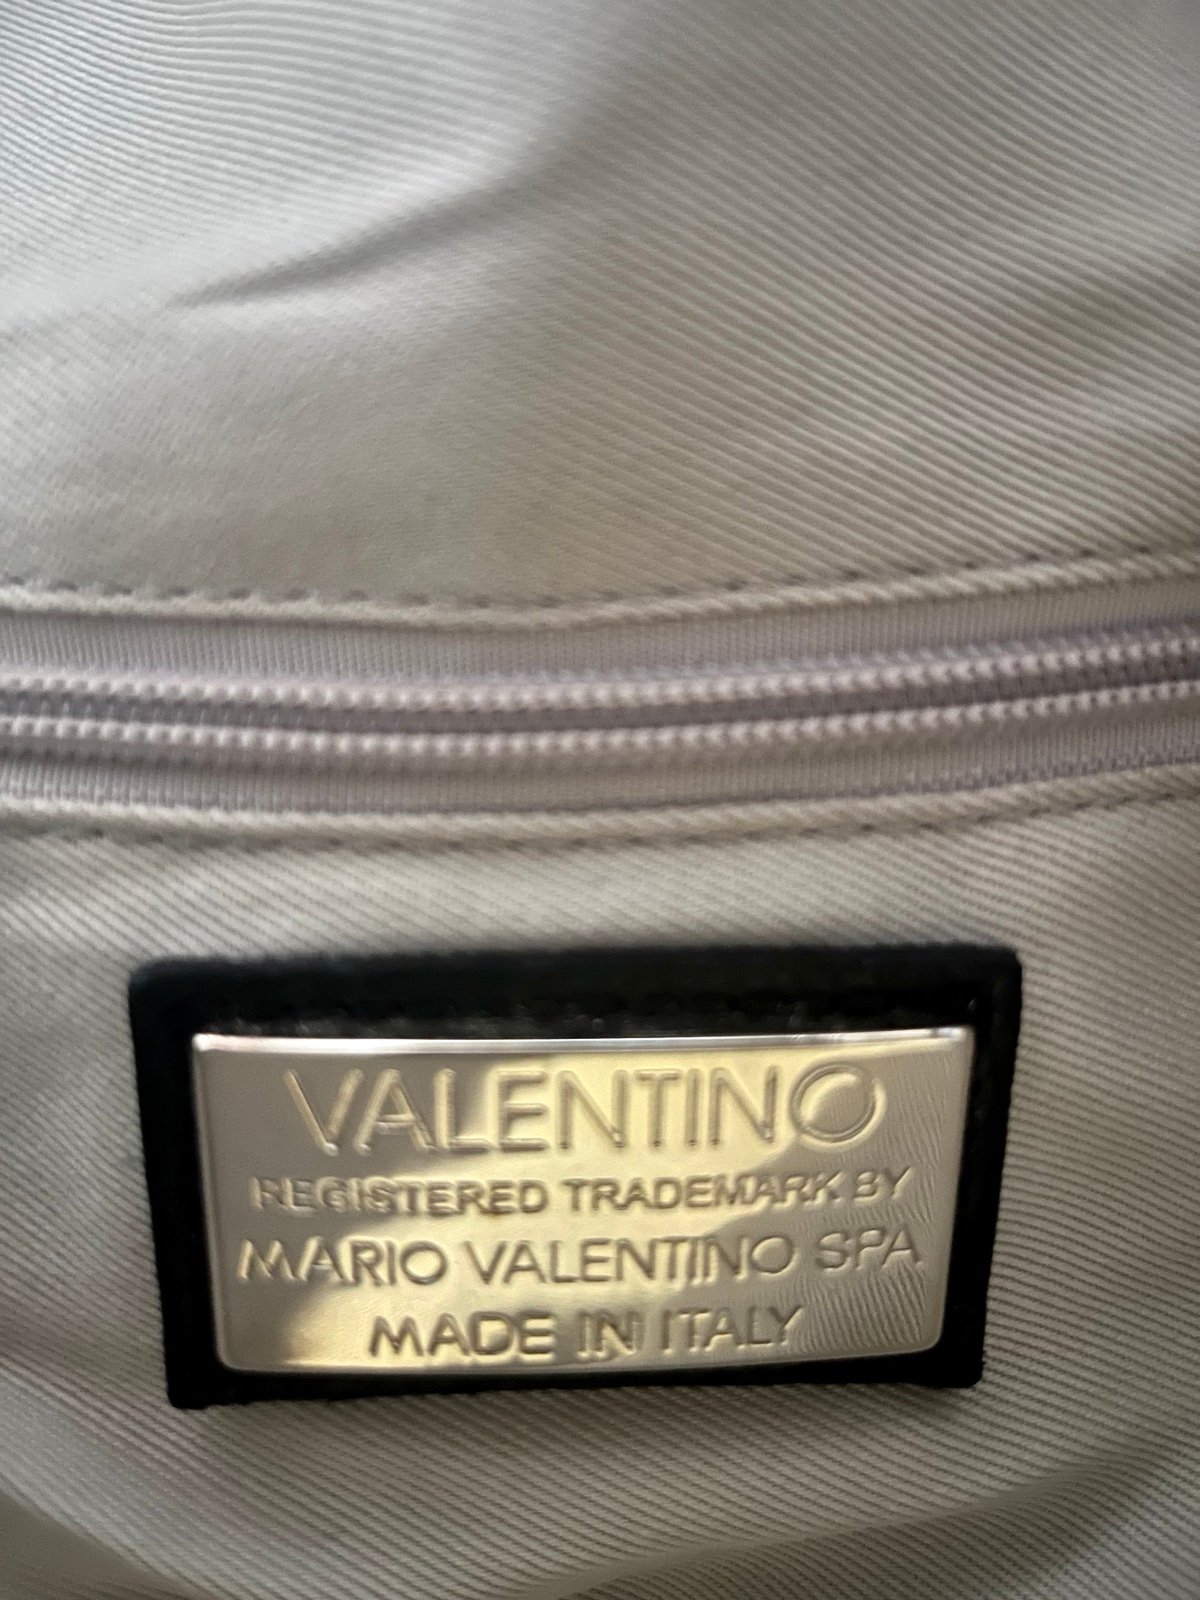 VALENTINO
REGISTERED TRADEMARK BY
MARIO VALENTINO SPA
MADE IN ITALY